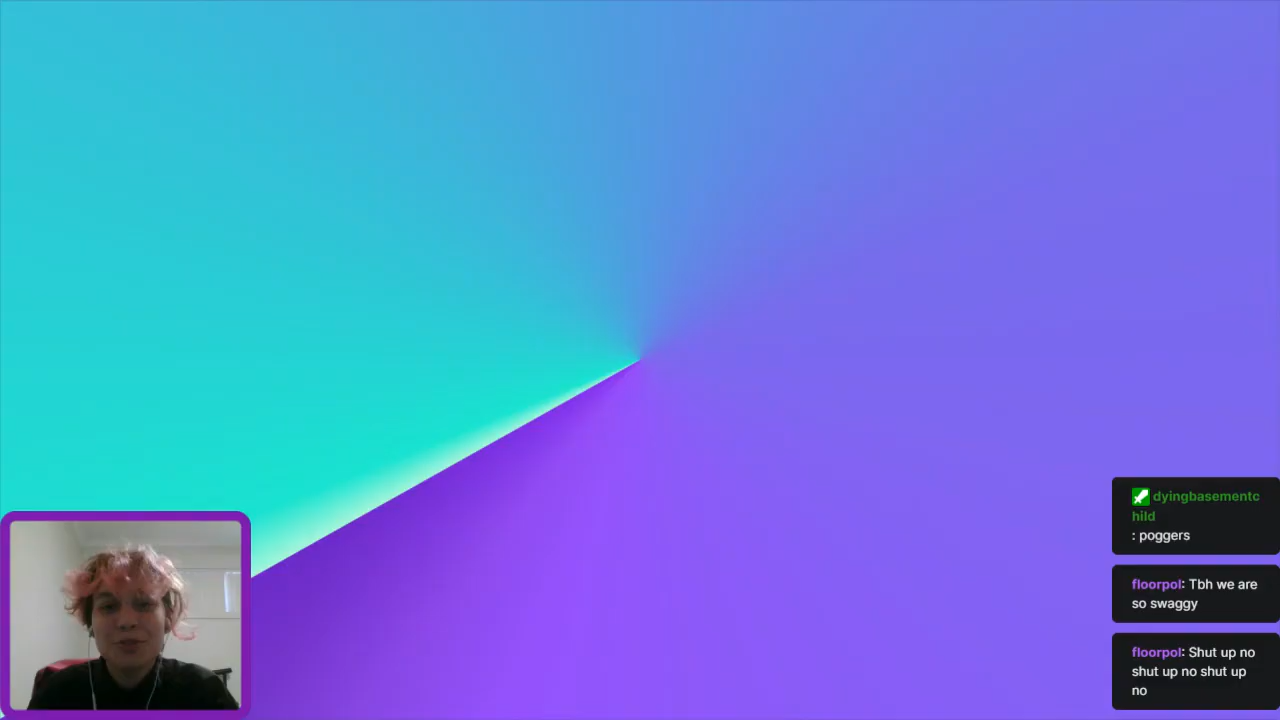 dyingbasementc
hild
: poggers
floorpol: Tbh we are
so swaggy
floorpol: Shut up no
shut up no shut up
no